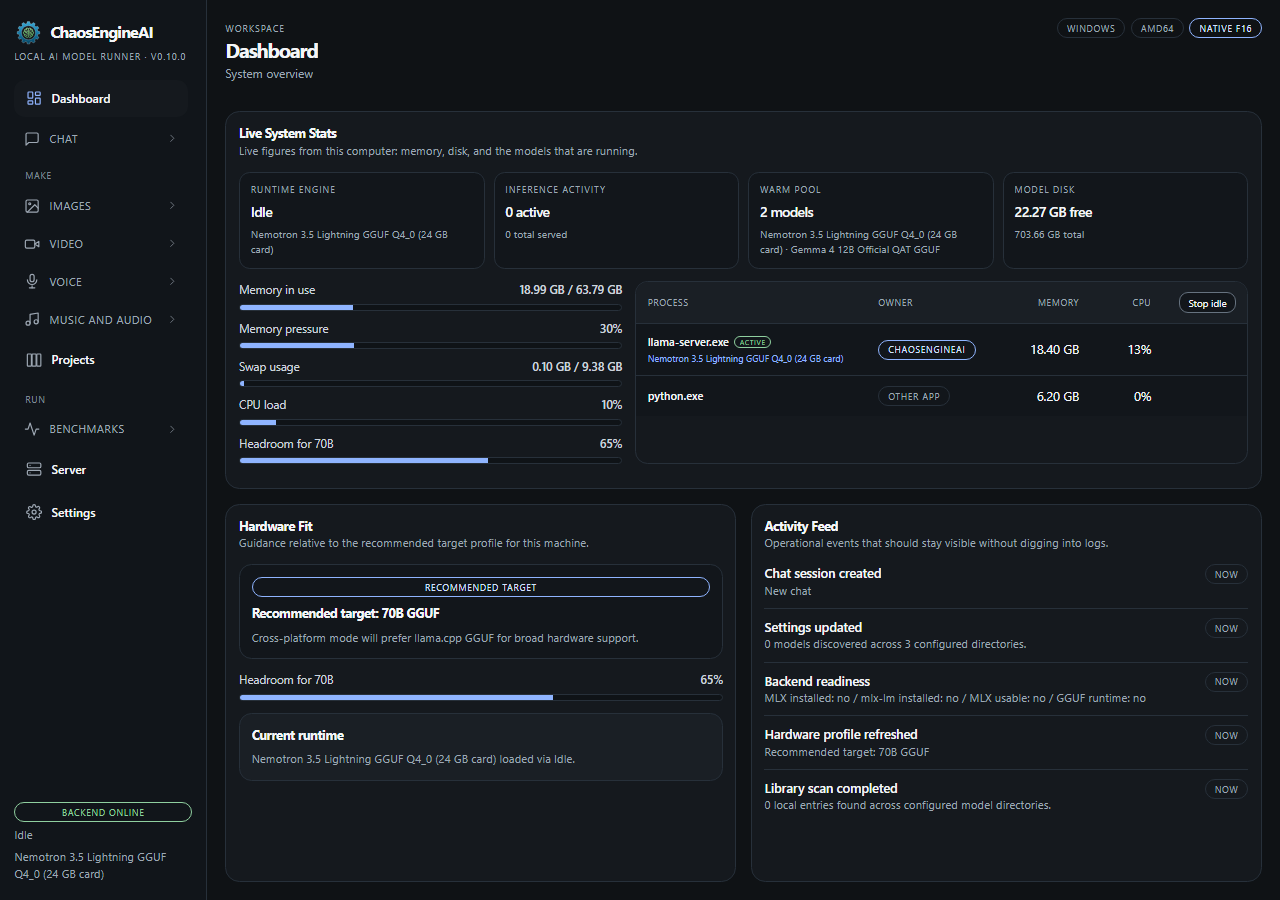 ChaosEngineAI
LOCAL AI MODEL RUNNER · V0.10.0
Dashboard
CHAT
MAKE
IMAGES
VIDEO
VOICE
MUSIC AND AUDIO
Projects
RUN
BENCHMARKS
Server
Settings
BACKEND ONLINE
Idle
Nemotron 3.5 Lightning GGUF
Q4_0 (24 GB card)
WORKSPACE
Dashboard
System overview
WINDOWS
AMD64
NATIVE F16
Live System Stats
Live figures from this computer: memory, disk, and the models that are running.
RUNTIME ENGINE
Idle
Nemotron 3.5 Lightning GGUF Q4_0 (24 GB
card)
INFERENCE ACTIVITY
0 active
0 total served
WARM POOL
2 models
Nemotron 3.5 Lightning GGUF Q4_0 (24 GB
card) · Gemma 4 12B Official QAT GGUF
MODEL DISK
22.27 GB free
703.66 GB total
Memory in use 18.99 GB / 63.79 GB
Memory pressure 30%
Swap usage 0.10 GB / 9.38 GB
CPU load 10%
Headroom for 70B 65%
PROCESS OWNER MEMORY CPU Stop idle
llama-server.exe ACTIVE CHAOSENGINEAI 18.40 GB 13%
Nemotron 3.5 Lightning GGUF Q4_0 (24 GB card)
python.exe OTHER APP 6.20 GB 0%
Hardware Fit
Guidance relative to the recommended target profile for this machine.
RECOMMENDED TARGET
Recommended target: 70B GGUF
Cross-platform mode will prefer llama.cpp GGUF for broad hardware support.
Headroom for 70B 65%
Current runtime
Nemotron 3.5 Lightning GGUF Q4_0 (24 GB card) loaded via Idle.
Activity Feed
Operational events that should stay visible without digging into logs.
Chat session created NOW
New chat
Settings updated NOW
0 models discovered across 3 configured directories.
Backend readiness NOW
MLX installed: no / mlx-lm installed: no / MLX usable: no / GGUF runtime: no
Hardware profile refreshed NOW
Recommended target: 70B GGUF
Library scan completed NOW
0 local entries found across configured model directories.